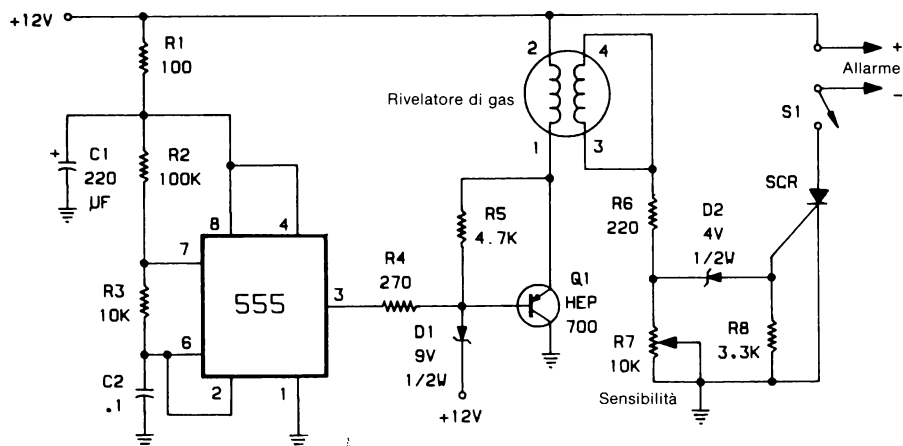 +12V
R1
100
C1
220
µF
+
R2
100K
8
4
7
R3
10K
6
C2
.1
2
1
555
3
R4
270
D1
9V
1/2W
+12V
R5
4.7K
Q1
HEP
700
Rivelatore di gas
2
4
1
3
R6
220
D2
4V
1/2W
R7
10K
Sensibilità
R8
3.3K
SCR
S1
+
Allarme
-